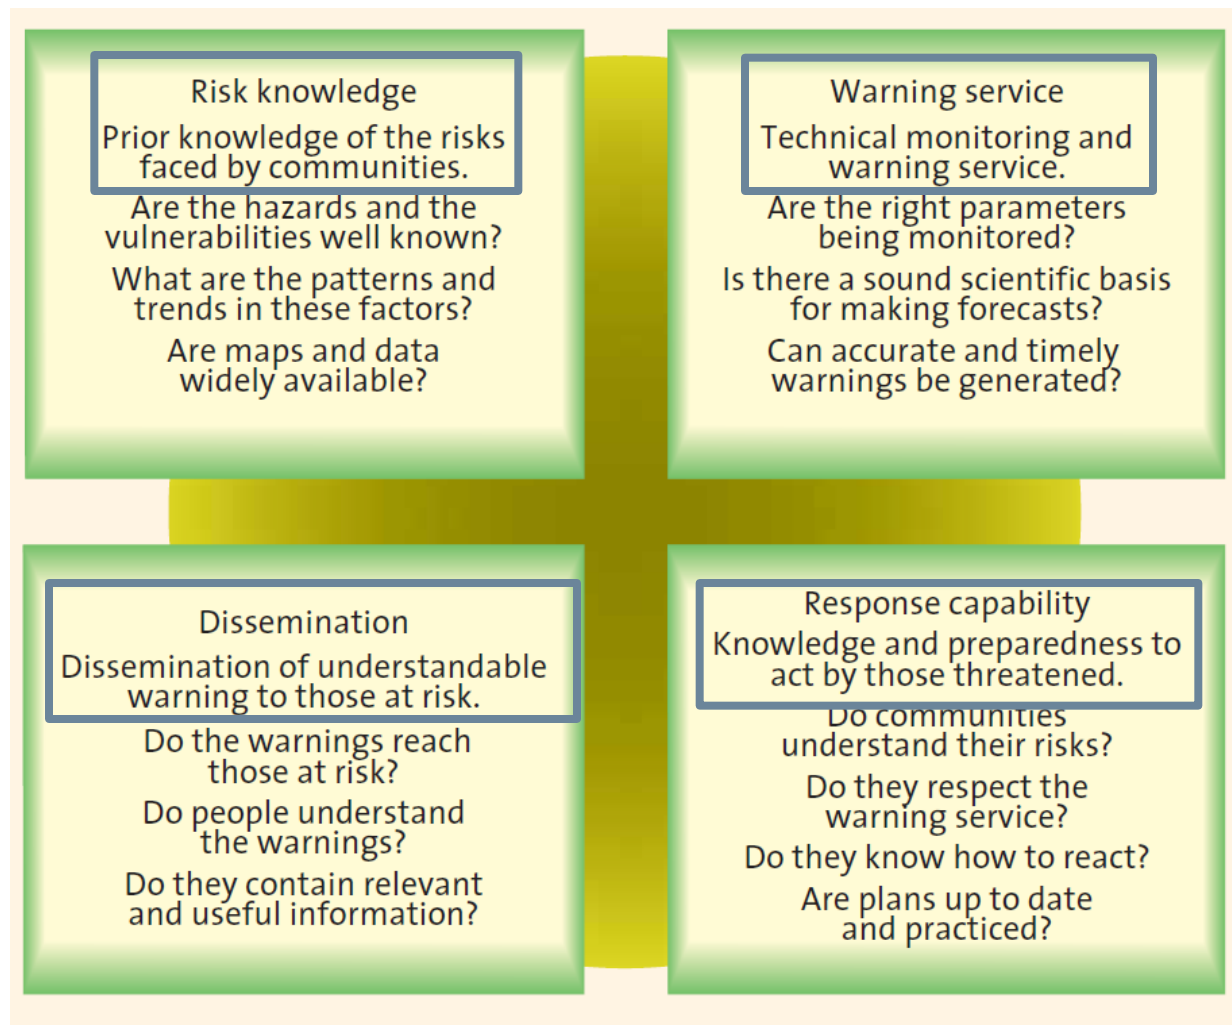 Risk knowledge
Prior knowledge of the risks
faced by communities.
Are the hazards and the
vulnerabilities well known?
What are the patterns and
trends in these factors?
Are maps and data
widely available?
Warning service
Technical monitoring and
warning service.
Are the right parameters
being monitored?
Is there a sound scientific basis
for making forecasts?
Can accurate and timely
warnings be generated?
Dissemination
Dissemination of understandable
warning to those at risk.
Do the warnings reach
those at risk?
Do people understand
the warnings?
Do they contain relevant
and useful information?
Response capability
Knowledge and preparedness to
act by those threatened.
Do communities
understand their risks?
Do they respect the
warning service?
Do they know how to react?
Are plans up to date
and practiced?